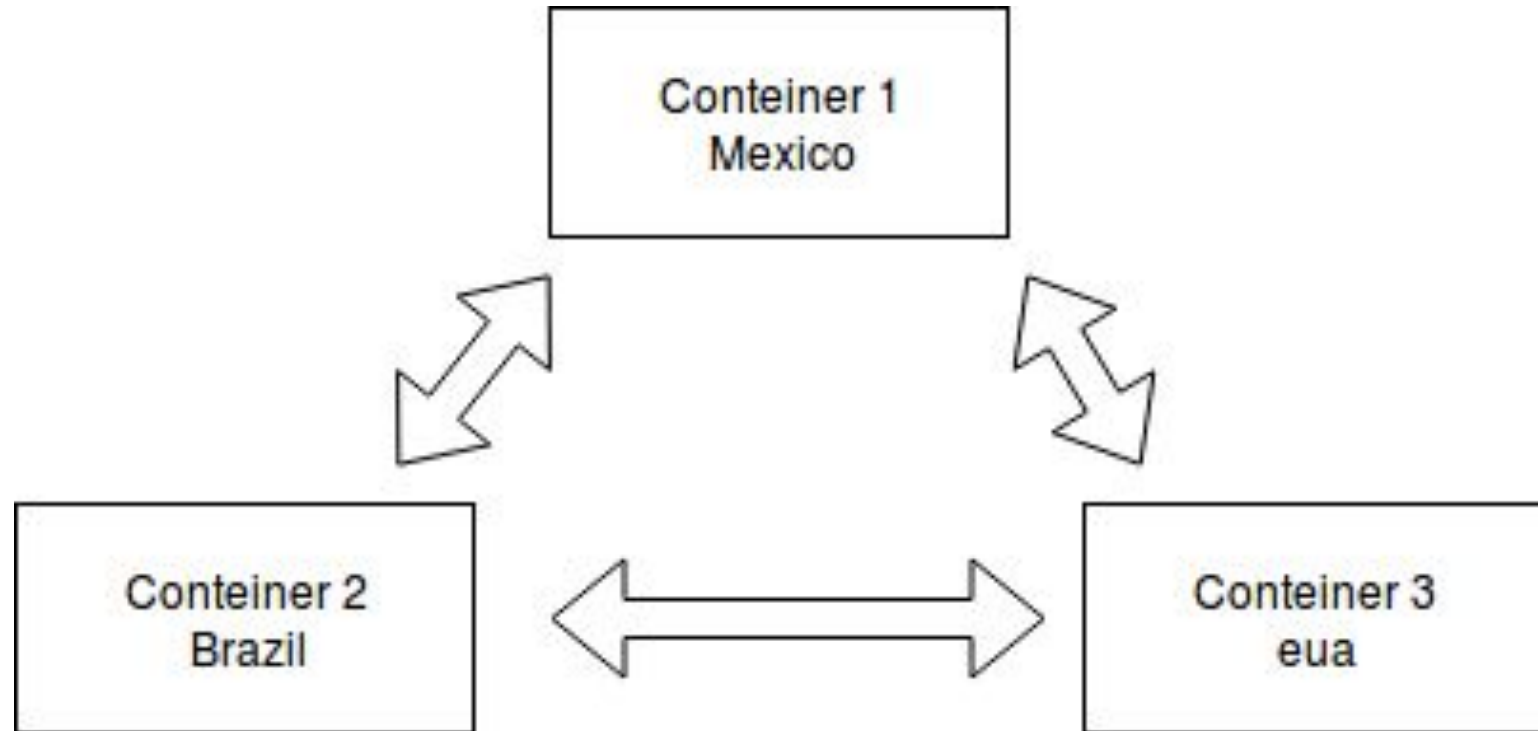 Conteiner 1
Mexico
Conteiner 2
Brazil
Conteiner 3
eua